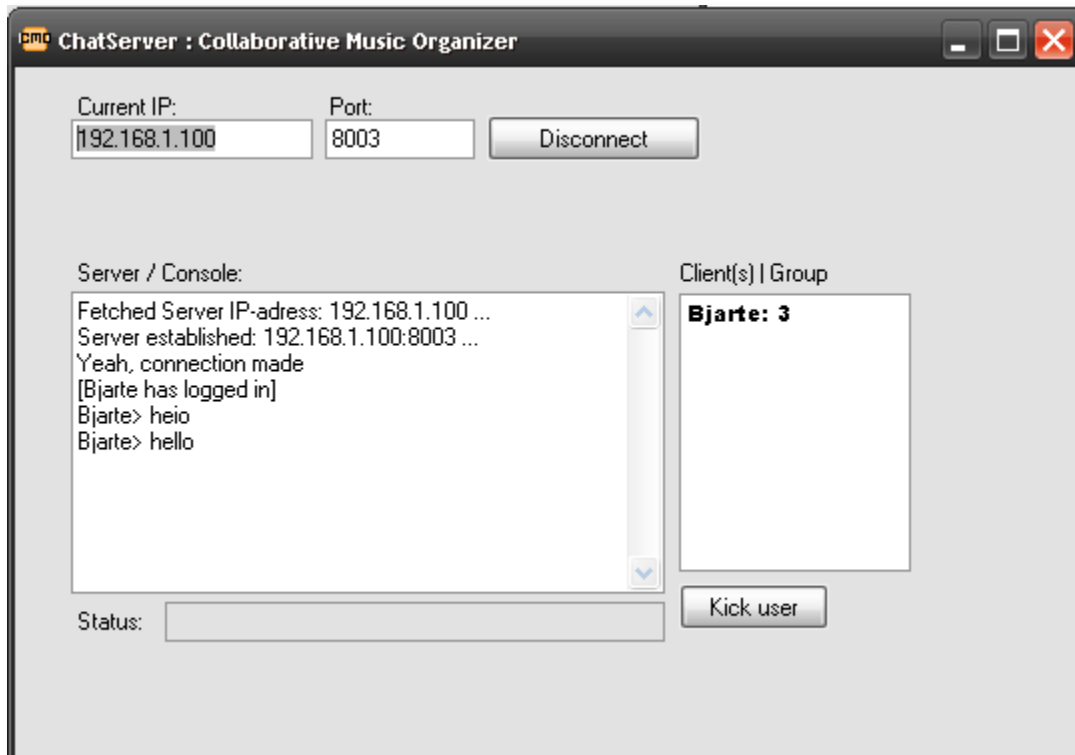 cmo ChatServer : Collaborative Music Organizer
Current IP: Port:
192.168.1.100 8003 Disconnect
Server / Console: Client(s) | Group
Fetched Server IP-adress: 192.168.1.100 ...
Server established: 192.168.1.100:8003 ...
Yeah, connection made
[Bjarte has logged in]
Bjarte> heio
Bjarte> hello
Bjarte: 3
Kick user
Status: